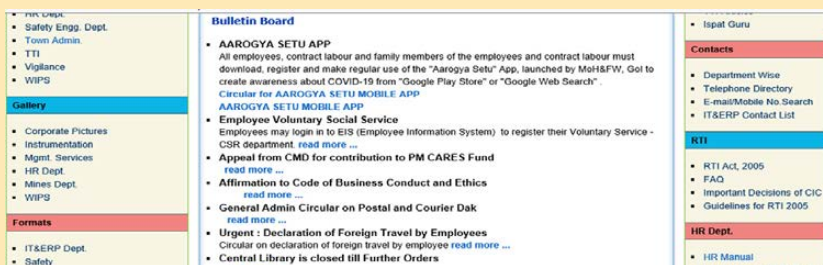 HR Dept.
Safety Engg. Dept.
Town Admin.
TTI
Vigilance
WIPS
Gallery
Corporate Pictures
Instrumentation
Mgmt. Services
HR Dept.
Mines Dept.
WIPS
Formats
IT&ERP Dept.
Safety
Bulletin Board
AAROGYA SETU APP
All employees, contract labour and family members of the employees and contract labour must
download, register and make regular use of the "Aarogya Setu" App, launched by MoH&FW, GoI to
create awareness about COVID-19 from "Google Play Store" or "Google Web Search" .
Circular for AAROGYA SETU MOBILE APP
AAROGYA SETU MOBILE APP
Employee Voluntary Social Service
Employees may login in to EIS (Employee Information System) to register their Voluntary Service -
CSR department. read more ...
Appeal from CMD for contribution to PM CARES Fund
read more ...
Affirmation to Code of Business Conduct and Ethics
read more ...
General Admin Circular on Postal and Courier Dak
read more ...
Urgent : Declaration of Foreign Travel by Employees
Circular on declaration of foreign travel by employee read more ...
Central Library is closed till Further Orders
Ispat Guru
Contacts
Department Wise
Telephone Directory
E-mail/Mobile No.Search
IT&ERP Contact List
RTI
RTI Act, 2005
FAQ
Important Decisions of CIC
Guidelines for RTI 2005
HR Dept.
HR Manual